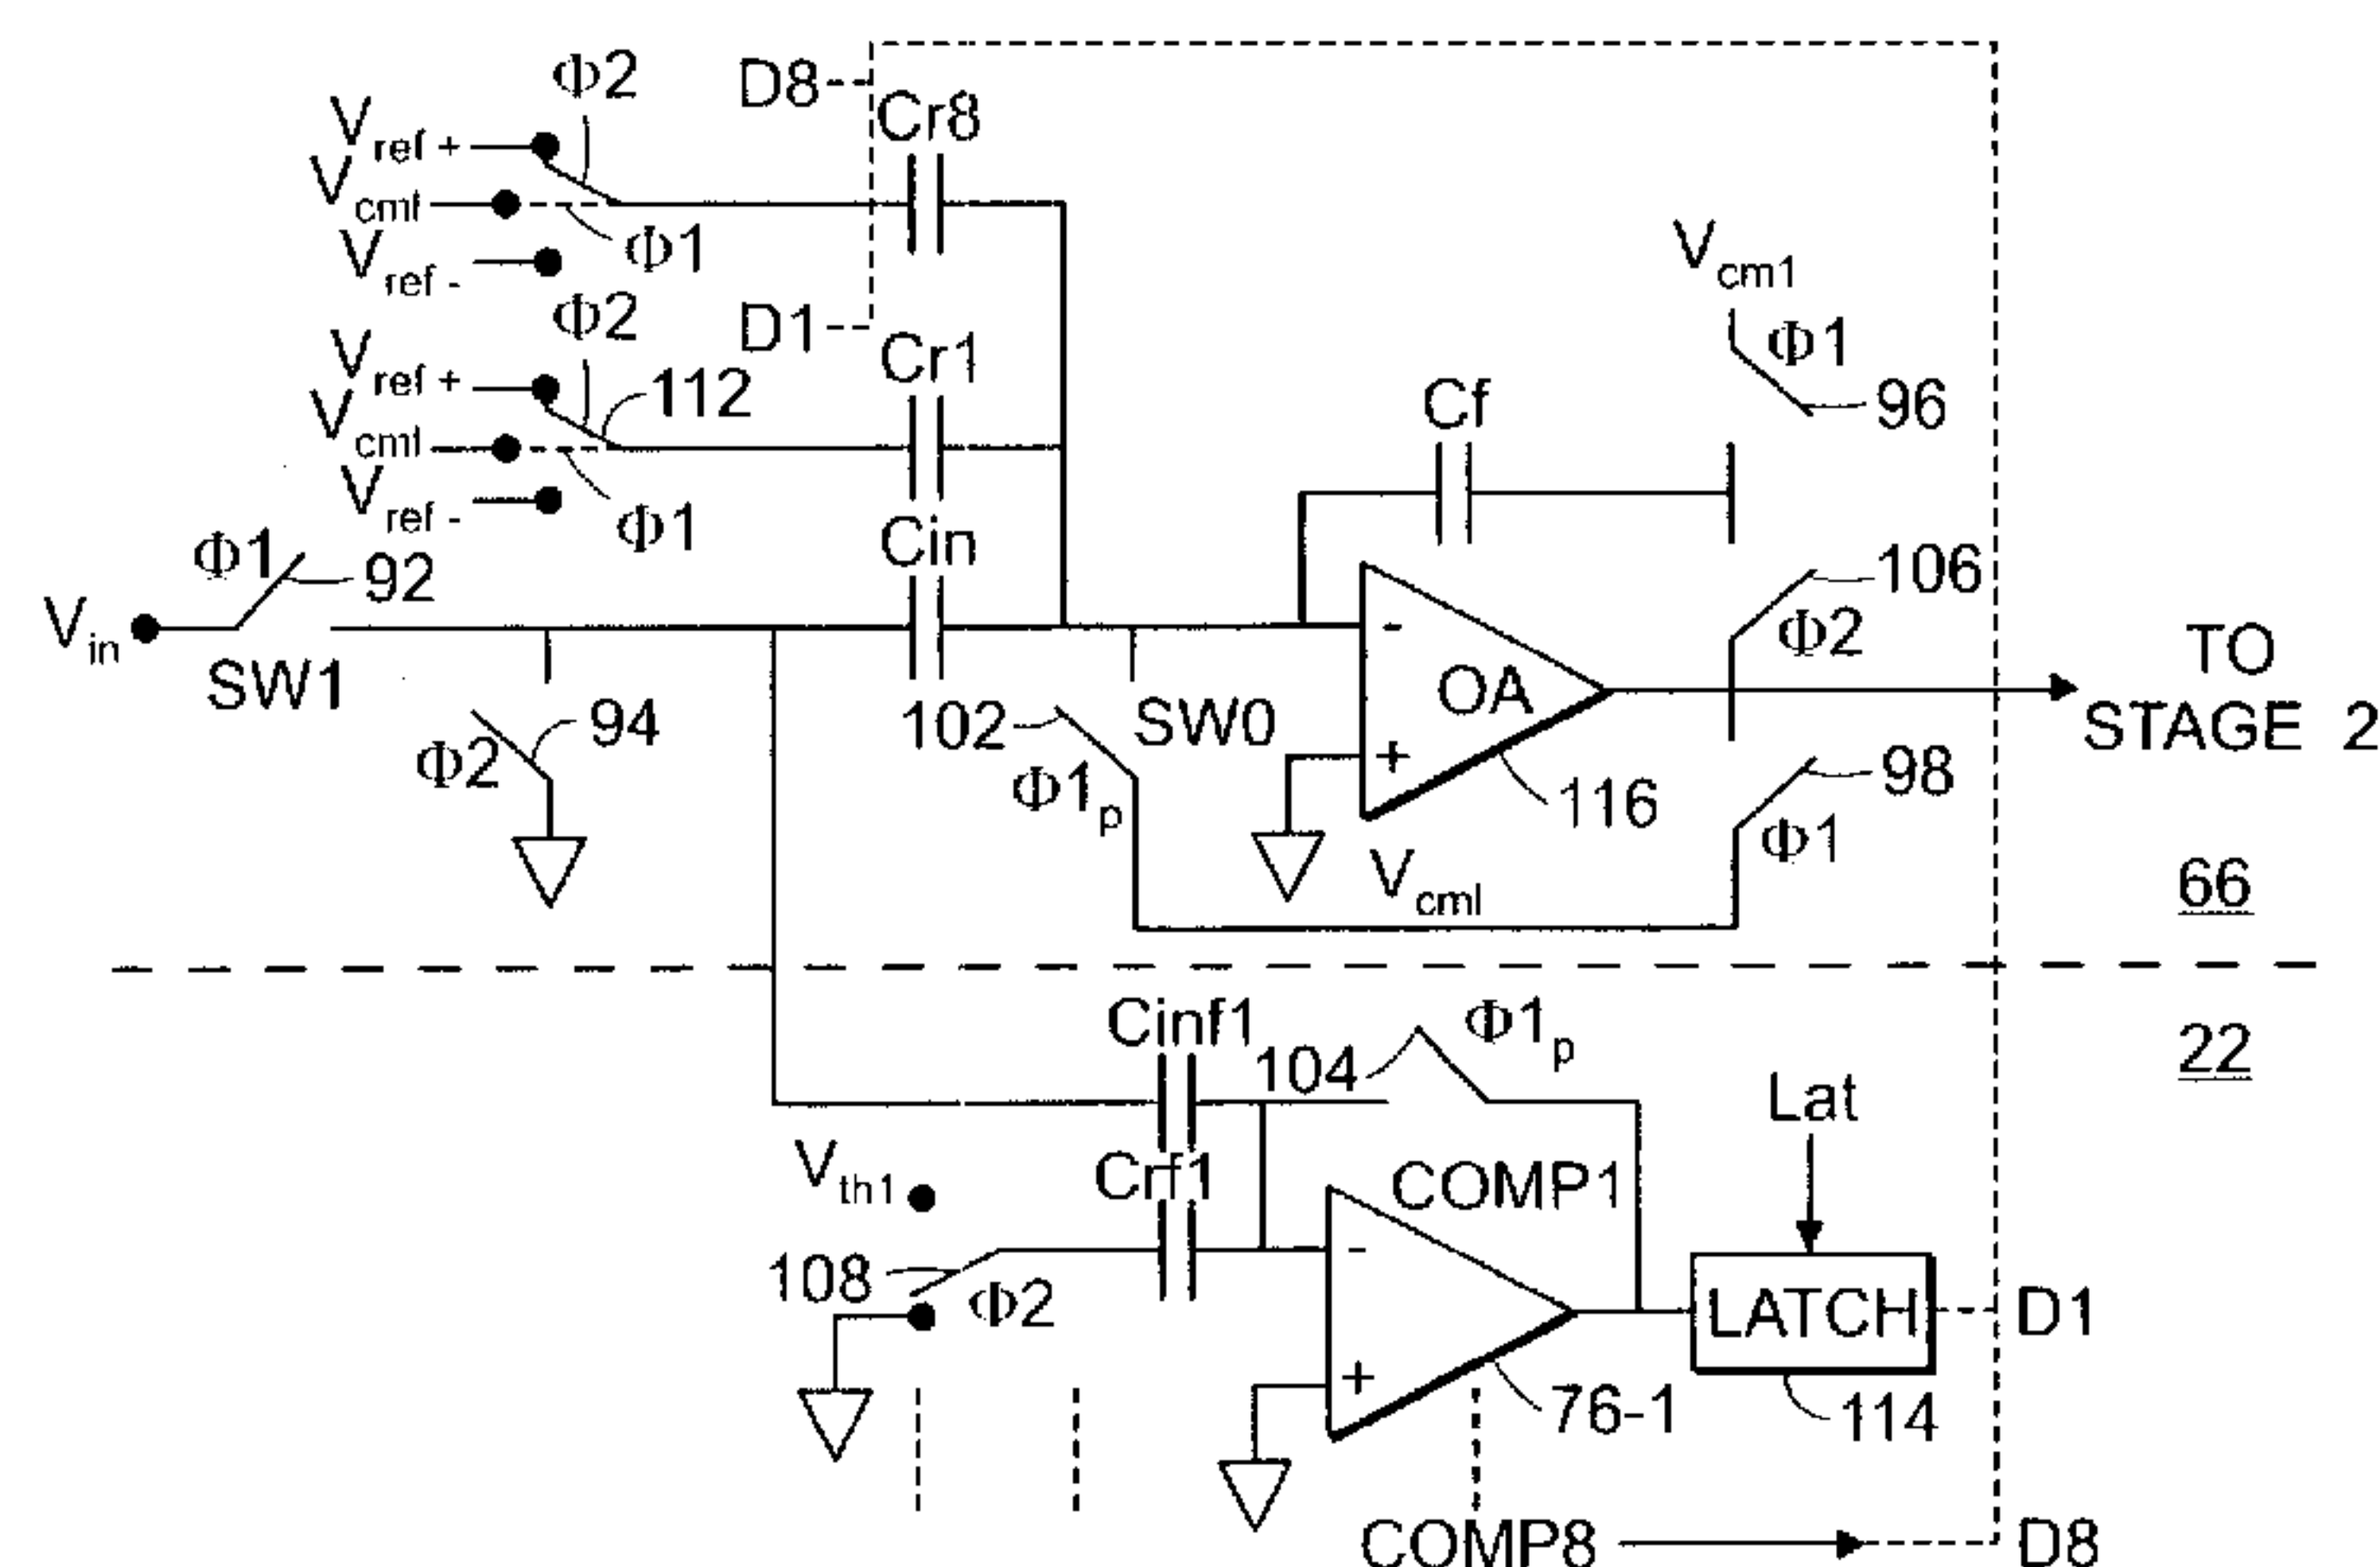 Φ2
D8
Cr8
Vref +
Vcml
Φ1
Vref -
Vcm1
Φ1
96
Φ2
D1
Cr1
Vref +
112
Vcml
Φ1
Vref -
Cf
Cin
Φ1
92
Vin
SW1
94
Φ2
102
Φ1p
SW0
-
OA
+
116
Vcml
106
Φ2
98
Φ1
TO
STAGE 2
66
22
Cinf1
104
Φ1p
Lat
Vth1
Crf1
COMP1
108
Φ2
-
+
76-1
LATCH
D1
114
COMP8
D8